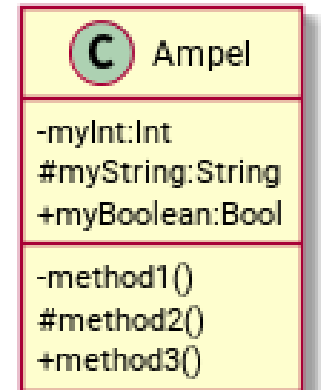 C Ampel
-myInt:Int
#myString:String
+myBoolean:Bool
-method1()
#method2()
+method3()